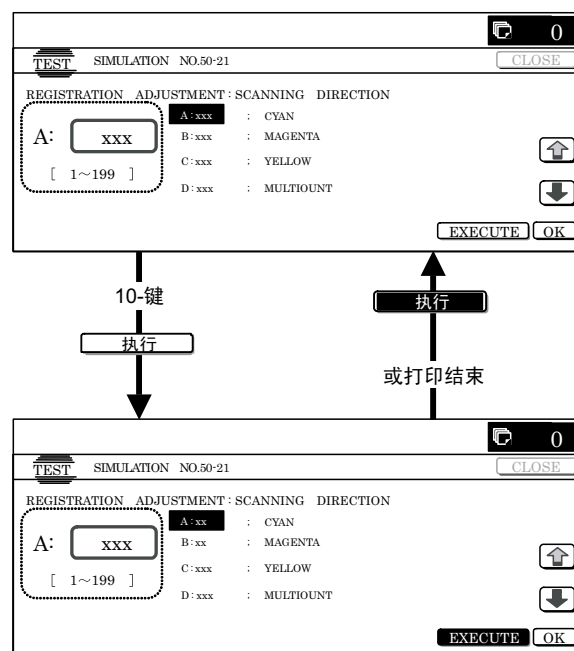 0
TEST SIMULATION NO.50-21 CLOSE
REGISTRATION ADJUSTMENT : SCANNING DIRECTION
A: xxx
[ 1~199 ]
A : xxx : CYAN
B : xxx : MAGENTA
C : xxx : YELLOW
D : xxx : MULTIOUNT
EXECUTE OK
10-键
执行
执行
或打印结束
0
TEST SIMULATION NO.50-21 CLOSE
REGISTRATION ADJUSTMENT : SCANNING DIRECTION
A: xxx
[ 1~199 ]
A : xx : CYAN
B : xx : MAGENTA
C : xxx : YELLOW
D : xxx : MULTIOUNT
EXECUTE OK